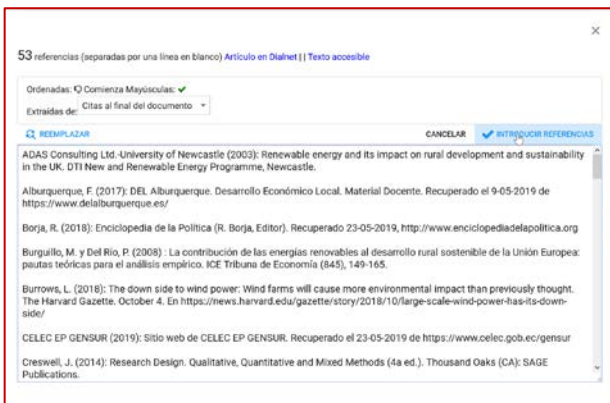 53 referencias (separadas por una línea en blanco) Artículo en Dialnet | | Texto accesible
Ordenadas: Comienza Mayúsculas: ✔
Extraídas de: Citas al final del documento
REEMPLAZAR CANCELAR INTRODUCIR REFERENCIAS
ADAS Consulting Ltd.-University of Newcastle (2003): Renewable energy and its impact on rural development and sustainability
in the UK. DTI New and Renewable Energy Programme, Newcastle.
Alburquerque, F. (2017): DEL Alburquerque. Desarrollo Económico Local. Material Docente. Recuperado el 9-05-2019 de
https://www.delalburquerque.es/
Borja, R. (2018): Enciclopedia de la Política (R. Borja, Editor). Recuperado 23-05-2019, http://www.enciclopediadelapolitica.org
Burguillo, M. y Del Río, P. (2008) : La contribución de las energías renovables al desarrollo rural sostenible de la Unión Europea:
pautas teóricas para el análisis empírico. ICE Tribuna de Economía (845), 149-165.
Burrows, L. (2018): The down side to wind power: Wind farms will cause more environmental impact than previously thought.
The Harvard Gazette. October 4. En https://news.harvard.edu/gazette/story/2018/10/large-scale-wind-power-has-its-down-
side/
CELEC EP GENSUR (2019): Sitio web de CELEC EP GENSUR. Recuperado el 23-05-2019 de https://www.celec.gob.ec/gensur
Creswell, J. (2014): Research Design. Qualitative, Quantitative and Mixed Methods (4a ed.). Thousand Oaks (CA): SAGE
Publications.